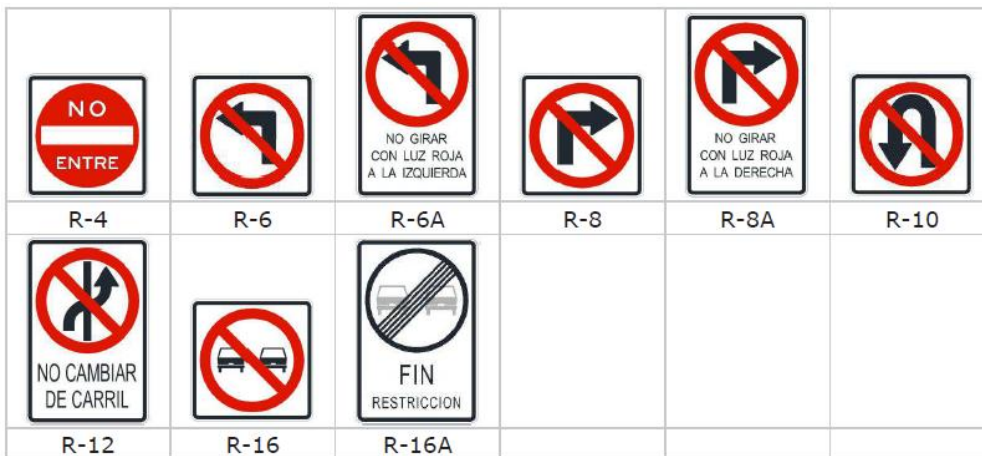 NO
ENTRE
NO GIRAR
CON LUZ ROJA
A LA IZQUIERDA
NO GIRAR
CON LUZ ROJA
A LA DERECHA
R-4 R-6 R-6A R-8 R-8A R-10
NO CAMBIAR
DE CARRIL
FIN
RESTRICCION
R-12 R-16 R-16A